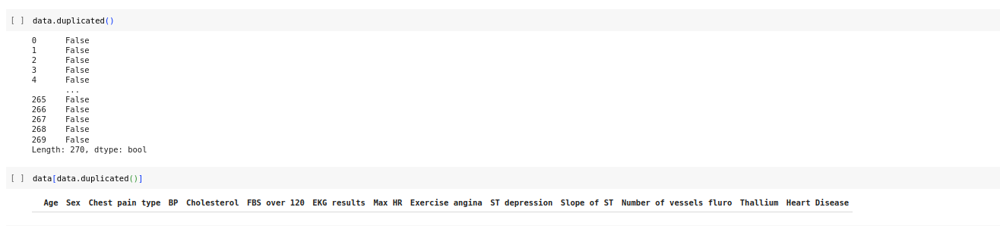 [ ] data.duplicated()
0 False
1 False
2 False
3 False
4 False
...
265 False
266 False
267 False
268 False
269 False
Length: 270, dtype: bool
[ ] data[data.duplicated()]
Age Sex Chest pain type BP Cholesterol FBS over 120 EKG results Max HR Exercise angina ST depression Slope of ST Number of vessels fluro Thallium Heart Disease